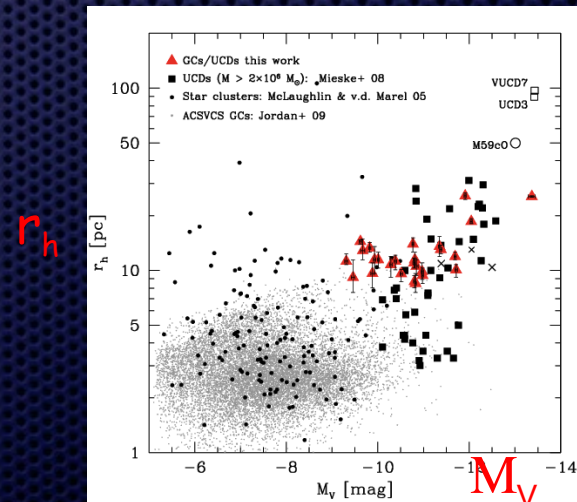 r_h [pc]
GCs/UCDs this work
UCDs (M > 2×10⁶ M☉): Mieske+ 08
Star clusters: McLaughlin & v.d. Marel 05
ACSVCS GCs: Jordan+ 09
VUCD7
UCD3
M59cO
100
50
10
5
1
r_h
-6
-8
-10
-12
-14
M_V [mag]
M_V